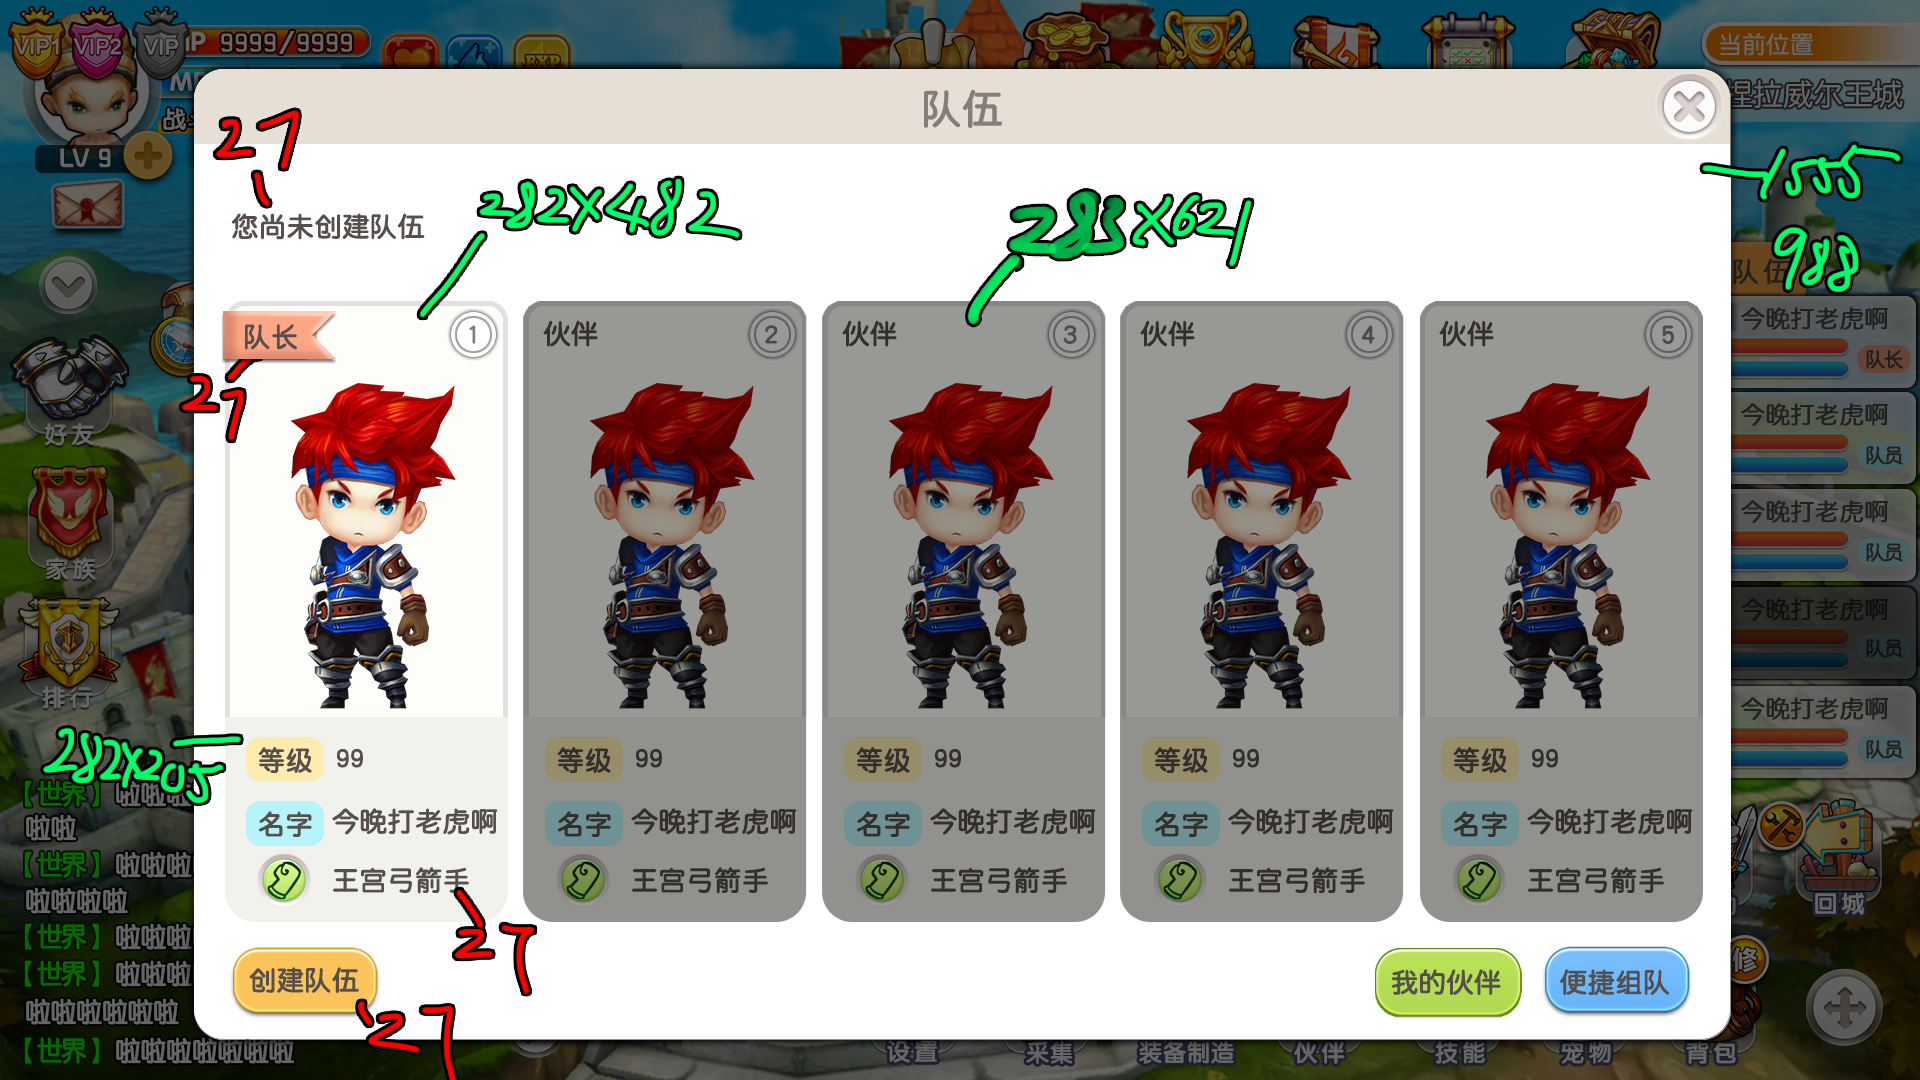 VIP1 VIP2 VIP
HP 9999/9999
EXP
当前位置
涅拉威尔王城
LV 9
队伍
27
您尚未创建队伍
282×482
283×621
1555
988
队伍
队长 1
伙伴 2
伙伴 3
伙伴 4
伙伴 5
27
今晚打老虎啊
队长
今晚打老虎啊
队员
今晚打老虎啊
队员
今晚打老虎啊
队员
今晚打老虎啊
队员
好友
家族
排行
282×205
等级 99
名字 今晚打老虎啊
王宫弓箭手
等级 99
名字 今晚打老虎啊
王宫弓箭手
等级 99
名字 今晚打老虎啊
王宫弓箭手
等级 99
名字 今晚打老虎啊
王宫弓箭手
等级 99
名字 今晚打老虎啊
王宫弓箭手
27
创建队伍
27
我的伙伴
便捷组队
回城
修
【世界】啦啦啦
啦啦
【世界】啦啦啦
啦啦啦啦
【世界】啦啦啦
【世界】啦啦啦
啦啦啦啦啦啦
【世界】啦啦啦啦啦啦啦
设置 采集 装备制造 伙伴 技能 宠物 背包